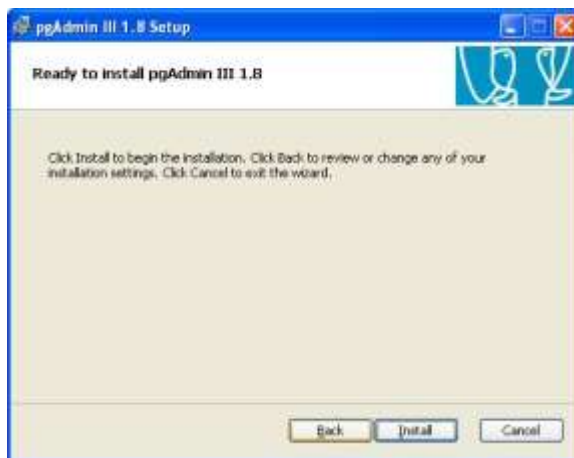 pgAdmin III 1.8 Setup
Ready to install pgAdmin III 1.8
Click Install to begin the installation. Click Back to review or change any of your
installation settings. Click Cancel to exit the wizard.
Back Install Cancel